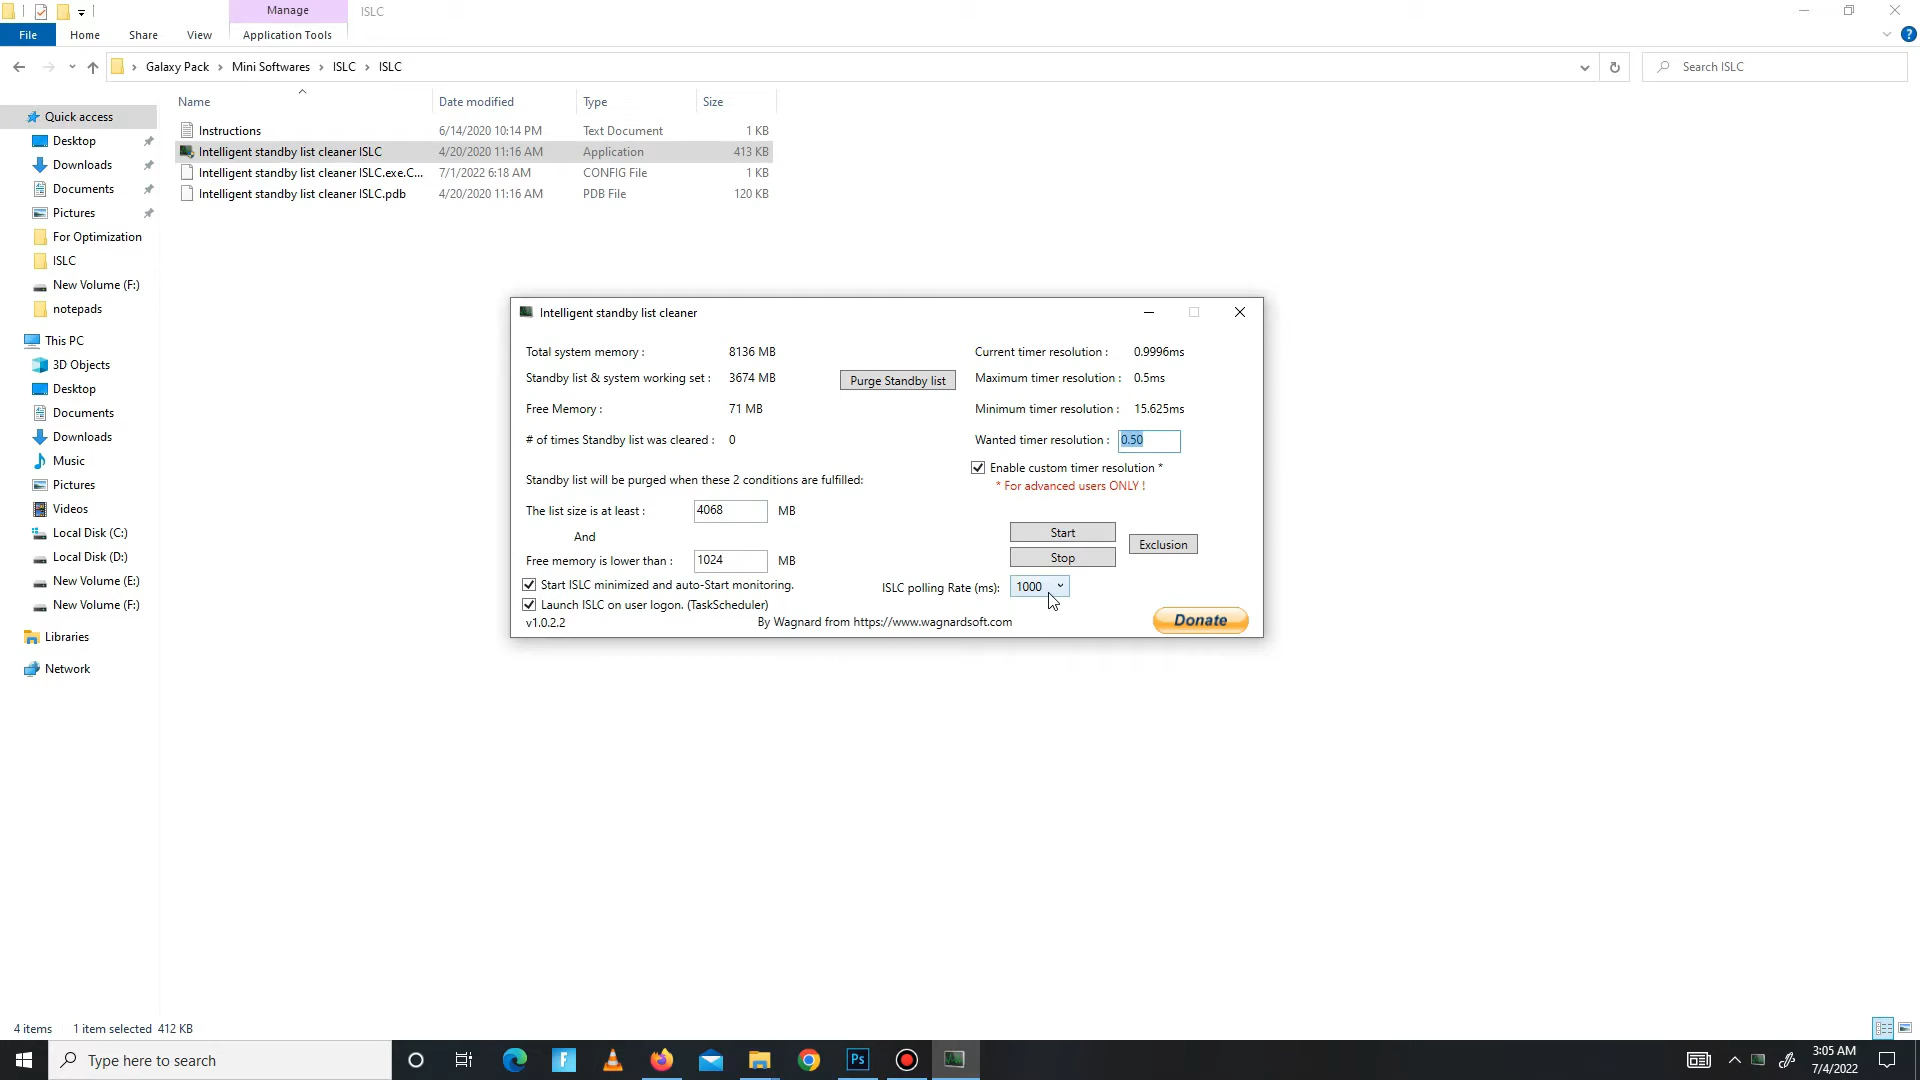 Manage
ISLC
File
Home
Share
View
Application Tools
Galaxy Pack
Mini Softwares
ISLC
ISLC
Search ISLC
Name
Date modified
Type
Size
Quick access
Desktop
Downloads
Documents
Pictures
For Optimization
ISLC
New Volume (F:)
notepads
This PC
3D Objects
Desktop
Documents
Downloads
Music
Pictures
Videos
Local Disk (C:)
Local Disk (D:)
New Volume (E:)
New Volume (F:)
Libraries
Network
Instructions 6/14/2020 10:14 PM Text Document 1 KB
Intelligent standby list cleaner ISLC 4/20/2020 11:16 AM Application 413 KB
Intelligent standby list cleaner ISLC.exe.C... 7/1/2022 6:18 AM CONFIG File 1 KB
Intelligent standby list cleaner ISLC.pdb 4/20/2020 11:16 AM PDB File 120 KB
Intelligent standby list cleaner
Total system memory : 8136 MB
Standby list & system working set : 3674 MB
Purge Standby list
Free Memory : 71 MB
# of times Standby list was cleared : 0
Current timer resolution : 0.9996ms
Maximum timer resolution : 0.5ms
Minimum timer resolution : 15.625ms
Wanted timer resolution : 0.50
Enable custom timer resolution *
* For advanced users ONLY !
Standby list will be purged when these 2 conditions are fulfilled:
The list size is at least : 4068 MB
And
Free memory is lower than : 1024 MB
Start
Stop
Exclusion
Start ISLC minimized and auto-Start monitoring.
Launch ISLC on user logon. (TaskScheduler)
ISLC polling Rate (ms): 1000
v1.0.2.2
By Wagnard from https://www.wagnardsoft.com
Donate
4 items
1 item selected 412 KB
Type here to search
Ps
3:05 AM
7/4/2022